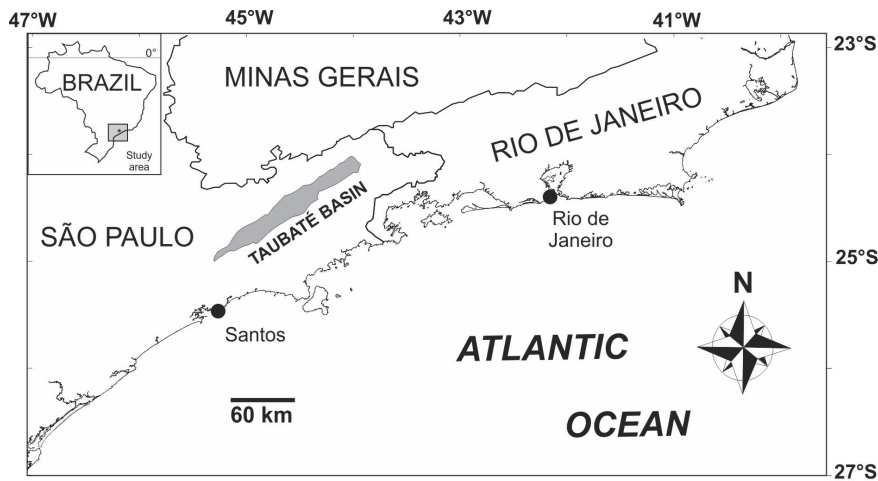 47°W
45°W
43°W
41°W
23°S
0°
BRAZIL
Study
area
MINAS GERAIS
RIO DE JANEIRO
TAUBATÉ BASIN
SÃO PAULO
Rio de
Janeiro
25°S
N
Santos
ATLANTIC
60 km
OCEAN
27°S